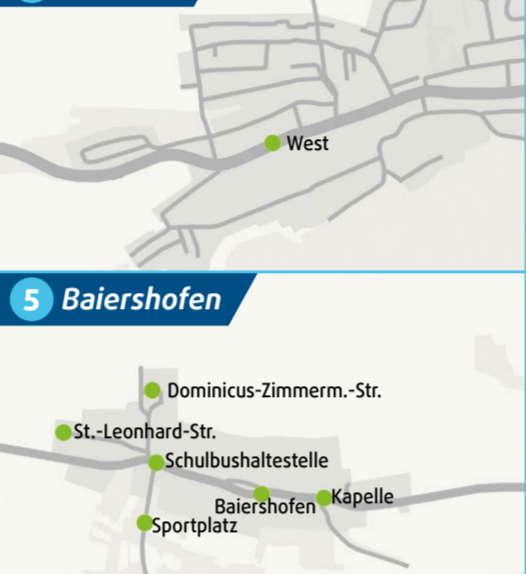 West
5 Baiershofen
Dominicus-Zimmerm.-Str.
St.-Leonhard-Str.
Schulbushaltestelle
Kapelle
Baiershofen
Sportplatz